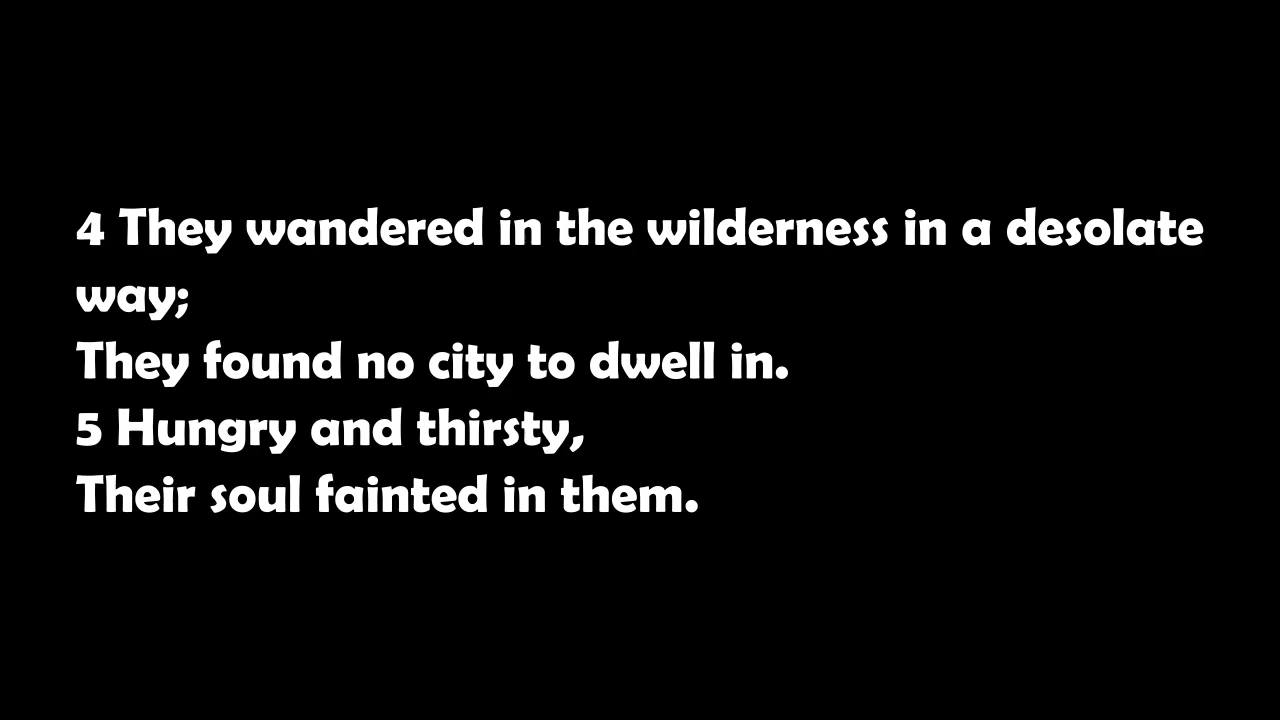 4 They wandered in the wilderness in a desolate
way;
They found no city to dwell in.
5 Hungry and thirsty,
Their soul fainted in them.